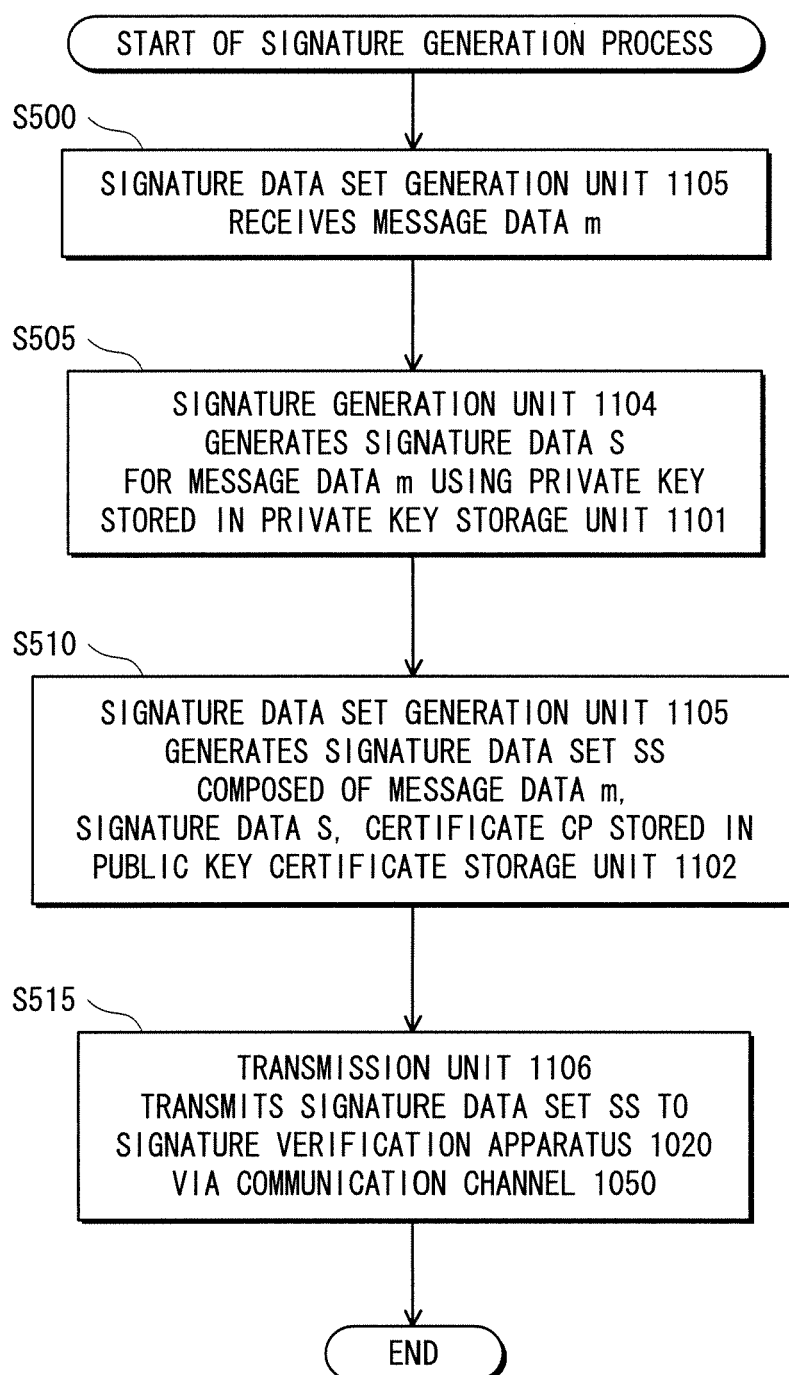 START OF SIGNATURE GENERATION PROCESS
S500
SIGNATURE DATA SET GENERATION UNIT 1105
RECEIVES MESSAGE DATA m
S505
SIGNATURE GENERATION UNIT 1104
GENERATES SIGNATURE DATA S
FOR MESSAGE DATA m USING PRIVATE KEY
STORED IN PRIVATE KEY STORAGE UNIT 1101
S510
SIGNATURE DATA SET GENERATION UNIT 1105
GENERATES SIGNATURE DATA SET SS
COMPOSED OF MESSAGE DATA m,
SIGNATURE DATA S, CERTIFICATE CP STORED IN
PUBLIC KEY CERTIFICATE STORAGE UNIT 1102
S515
TRANSMISSION UNIT 1106
TRANSMITS SIGNATURE DATA SET SS TO
SIGNATURE VERIFICATION APPARATUS 1020
VIA COMMUNICATION CHANNEL 1050
END